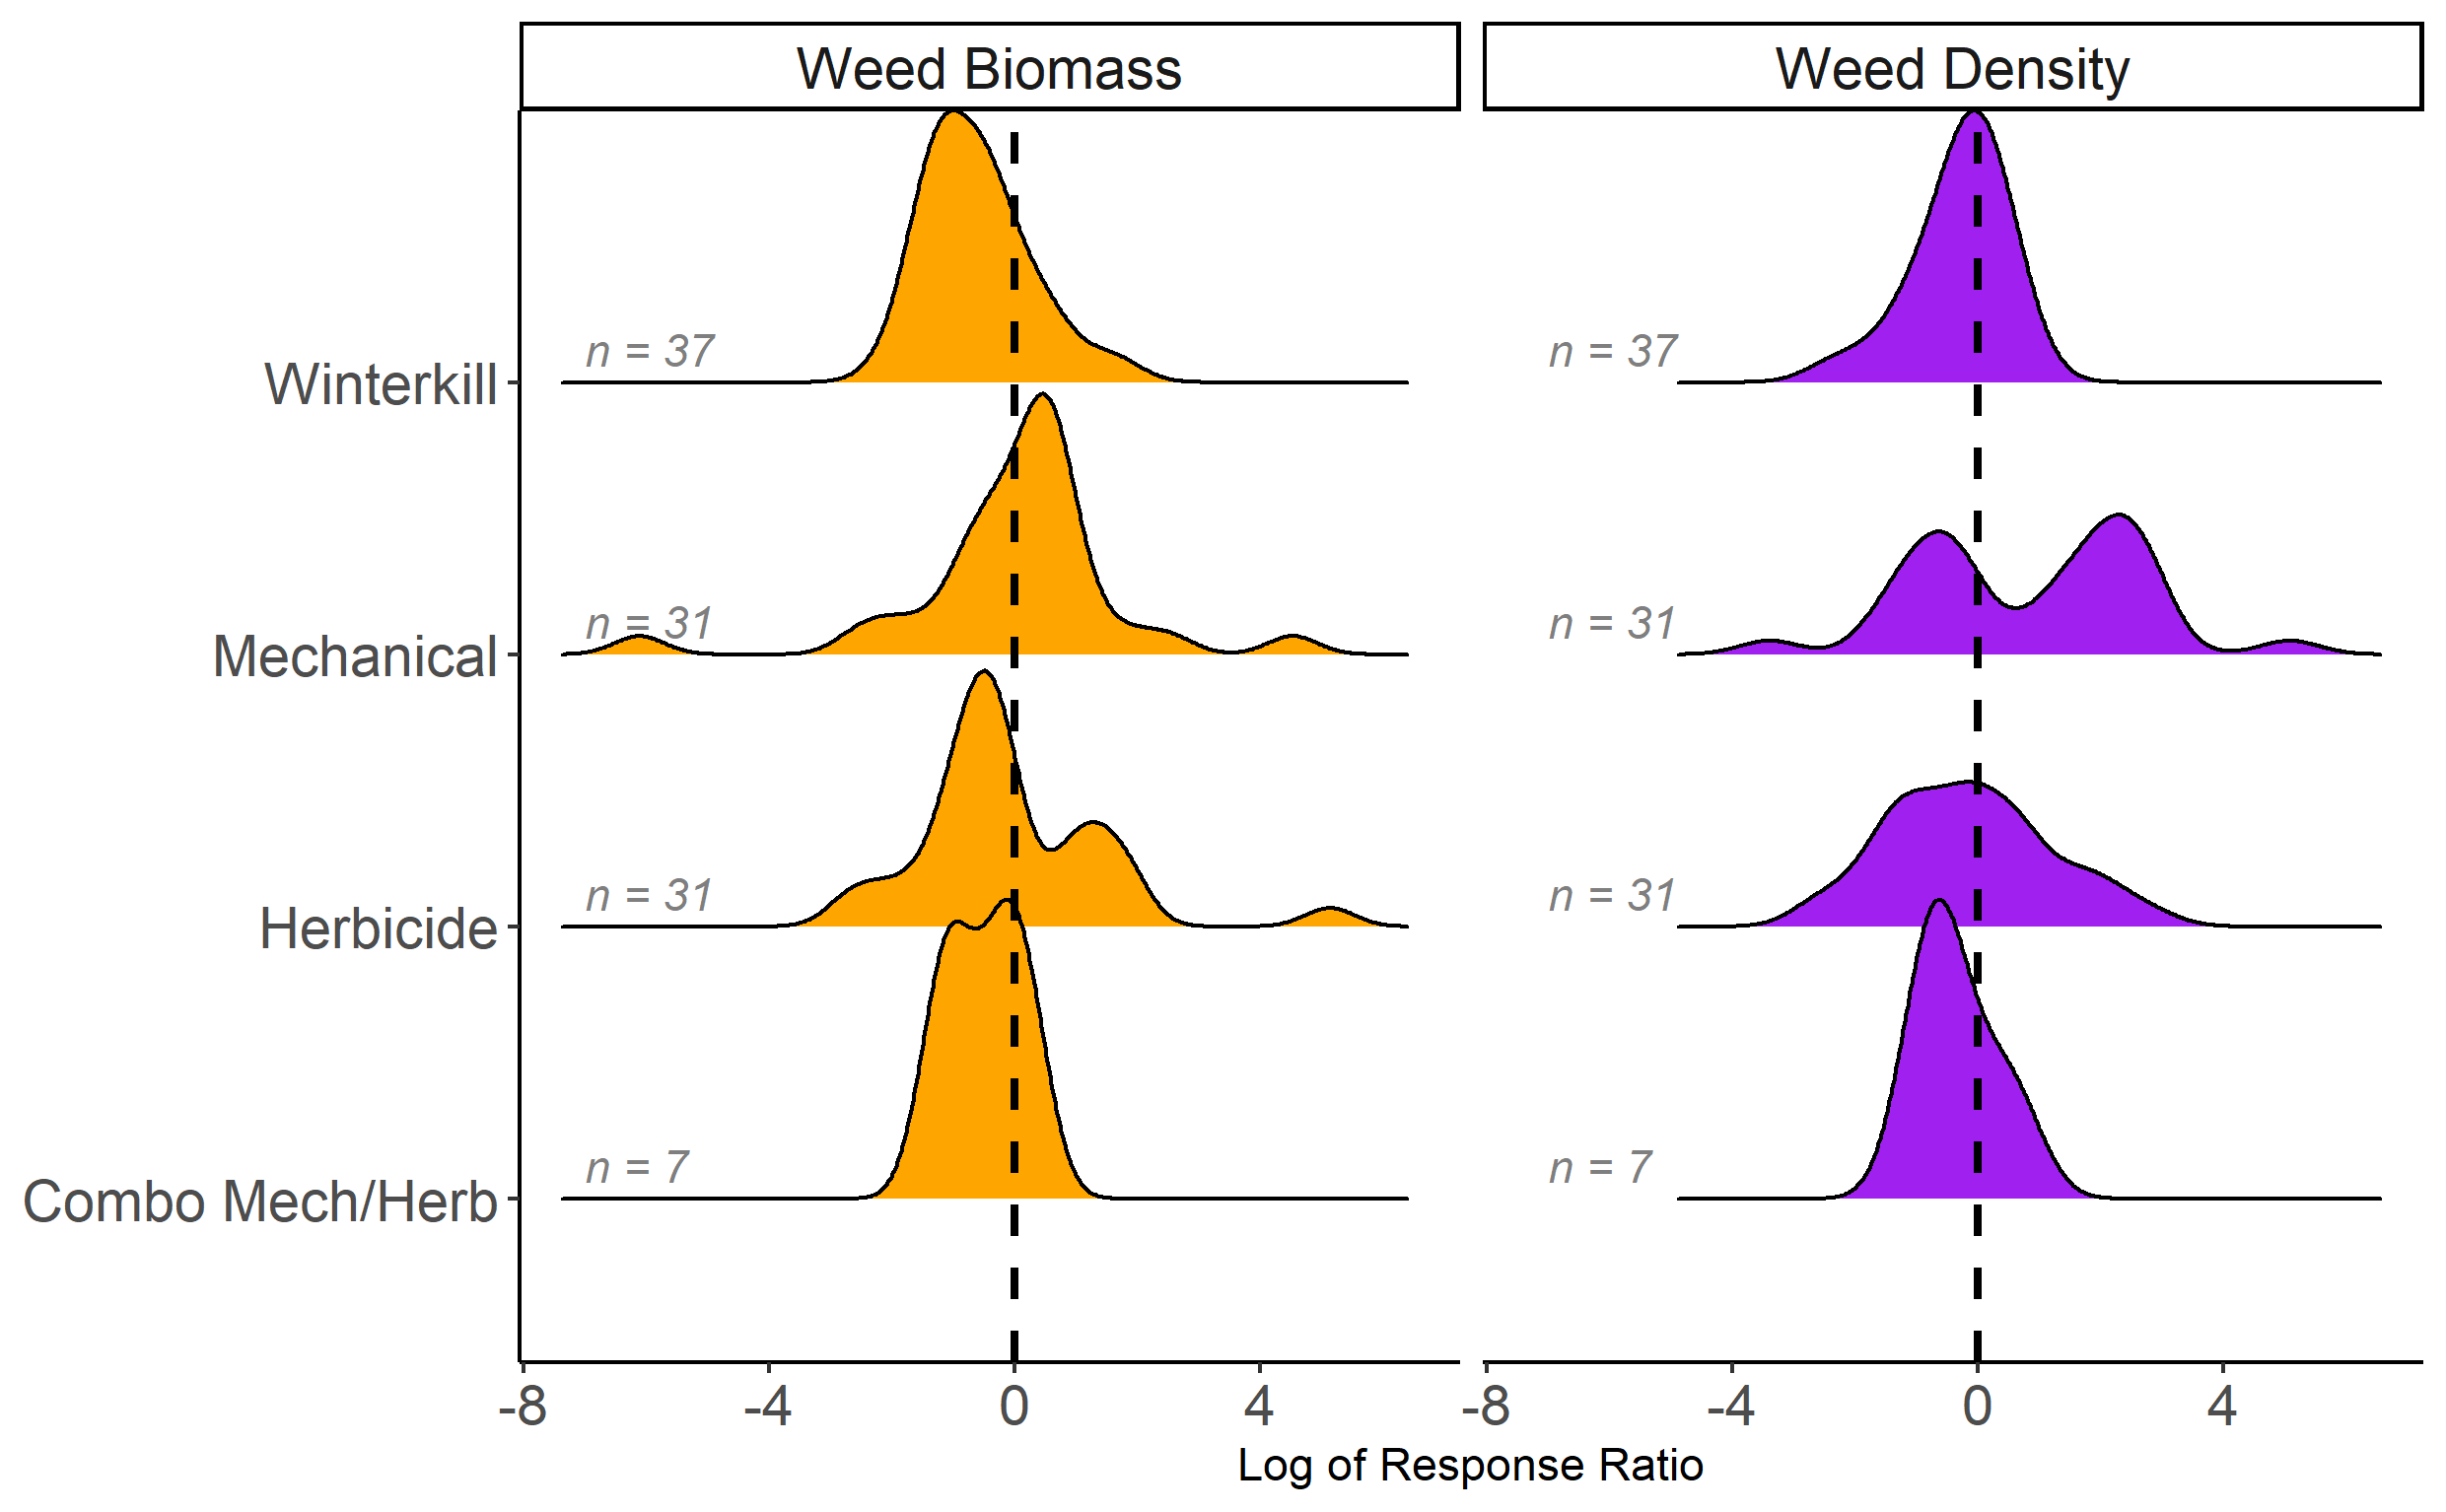 Weed Biomass
Weed Density
Winterkill
n = 37
n = 37
Mechanical
n = 31
n = 31
Herbicide
n = 31
n = 31
Combo Mech/Herb
n = 7
n = 7
-8 -4 0 4
-8 -4 0 4
Log of Response Ratio